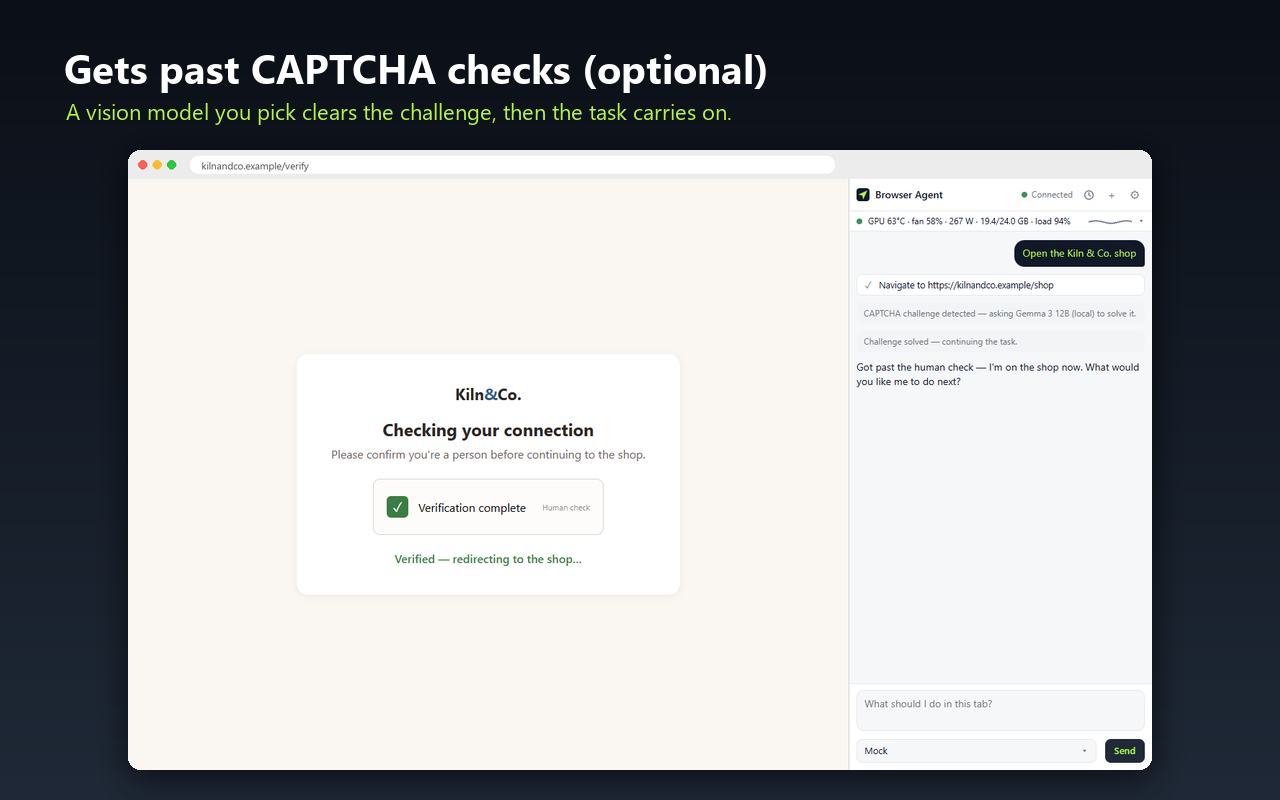 Gets past CAPTCHA checks (optional)
A vision model you pick clears the challenge, then the task carries on.
kilnandco.example/verify
Kiln&Co.
Checking your connection
Please confirm you're a person before continuing to the shop.
✓ Verification complete Human check
Verified — redirecting to the shop...
Browser Agent Connected
GPU 63°C · fan 58% · 267 W · 19.4/24.0 GB · load 94%
Open the Kiln & Co. shop
✓ Navigate to https://kilnandco.example/shop
CAPTCHA challenge detected — asking Gemma 3 12B (local) to solve it.
Challenge solved — continuing the task.
Got past the human check — I'm on the shop now. What would
you like me to do next?
What should I do in this tab?
Mock
Send